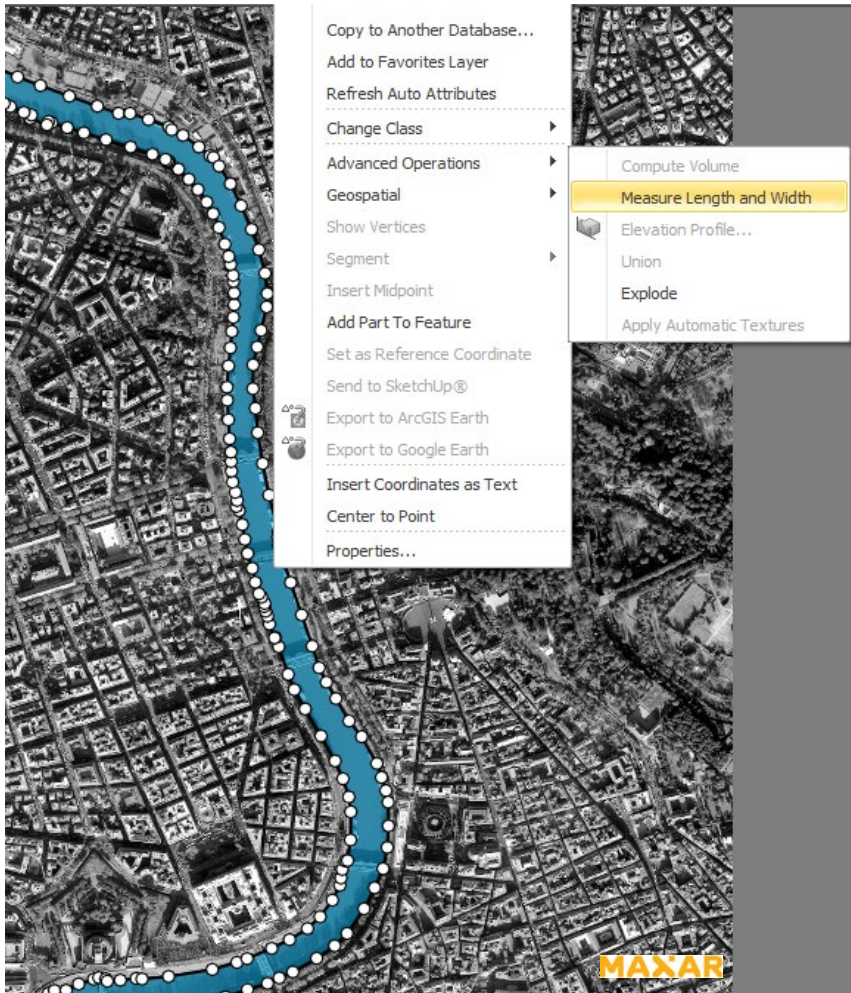 Copy to Another Database...
Add to Favorites Layer
Refresh Auto Attributes
Change Class
Advanced Operations
Geospatial
Show Vertices
Segment
Insert Midpoint
Add Part To Feature
Set as Reference Coordinate
Send to SketchUp®
Export to ArcGIS Earth
Export to Google Earth
Insert Coordinates as Text
Center to Point
Properties...
Compute Volume
Measure Length and Width
Elevation Profile...
Union
Explode
Apply Automatic Textures
MAXAR